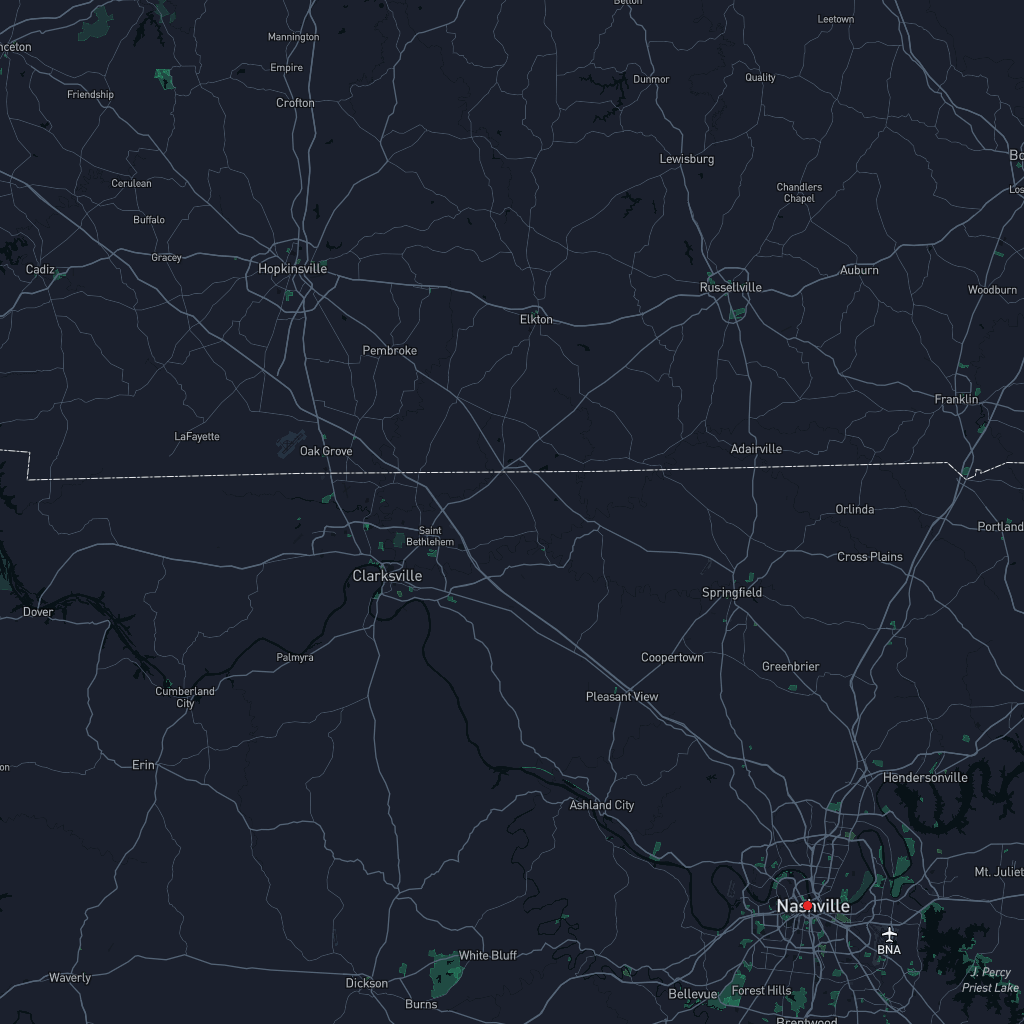 Belton
Leetown
Mannington
Empire
Dunmor
Quality
Friendship
Crofton
Lewisburg
Cerulean
Chandlers
Chapel
Buffalo
Gracey
Cadiz
Hopkinsville
Auburn
Russellville
Woodburn
Elkton
Pembroke
Franklin
LaFayette
Oak Grove
Adairville
Orlinda
Portland
Saint
Bethlehem
Cross Plains
Clarksville
Springfield
Dover
Palmyra
Coopertown
Greenbrier
Cumberland
City
Pleasant View
Erin
Hendersonville
Ashland City
Mt. Juliet
Nashville
BNA
White Bluff
J. Percy
Priest Lake
Waverly
Dickson
Burns
Bellevue
Forest Hills
Brentwood